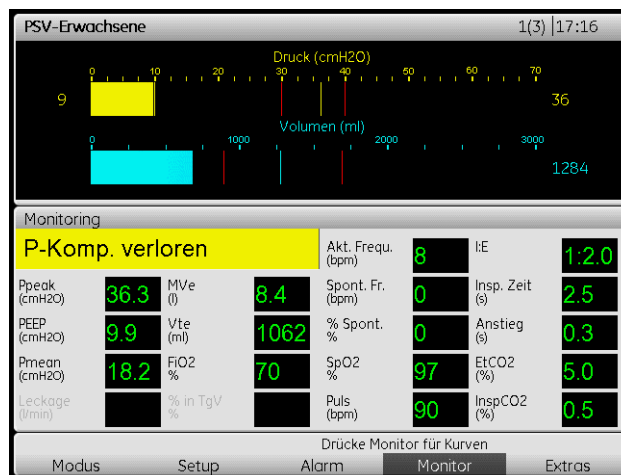 PSV-Erwachsene 1(3) 17:16
Druck (cmH2O)
0 10 20 30 40 50 60 70
9 36
Volumen (ml)
0 1000 2000 3000
1284
Monitoring
P-Komp. verloren
Akt. Frequ. (bpm) 8 I:E 1:2.0
Ppeak (cmH2O) 36.3 MVe (l) 8.4 Spont. Fr. (bpm) 0 Insp. Zeit (s) 2.5
PEEP (cmH2O) 9.9 Vte (ml) 1062 % Spont. % 0 Anstieg (s) 0.3
Pmean (cmH2O) 18.2 FiO2 % 70 SpO2 % 97 EtCO2 (%) 5.0
Leckage (l/min) % in TgV % Puls (bpm) 90 InspCO2 (%) 0.5
Drücke Monitor für Kurven
Modus Setup Alarm Monitor Extras